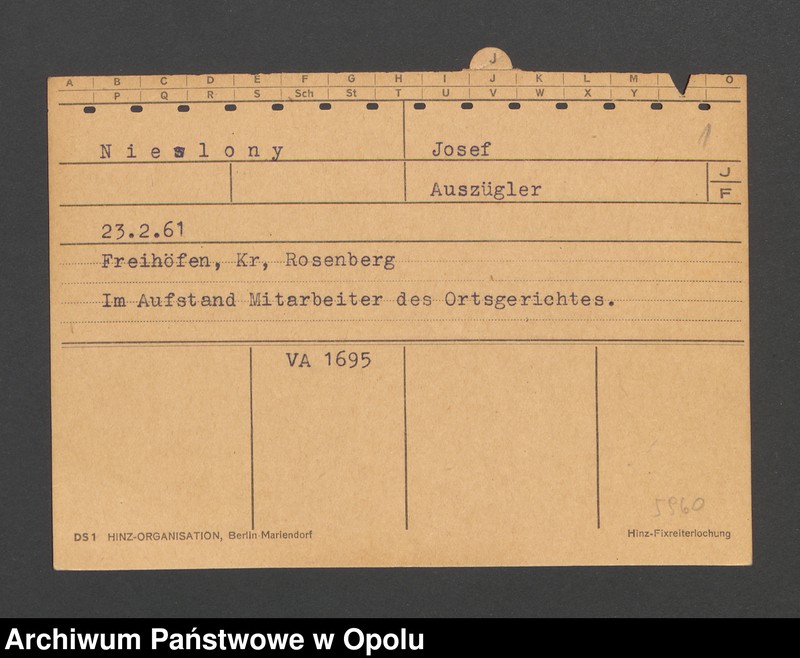 J
A B C D E F G H I J K L M O
P Q R S Sch St T U V W X Y
1
Nieslony Josef
Auszügler J
F
23.2.61
Freihöfen, Kr, Rosenberg
Im Aufstand Mitarbeiter des Ortsgerichtes.
VA 1695
5960
DS1 HINZ-ORGANISATION, Berlin Mariendorf Hinz-Fixreiterlochung
Archiwum Państwowe w Opolu